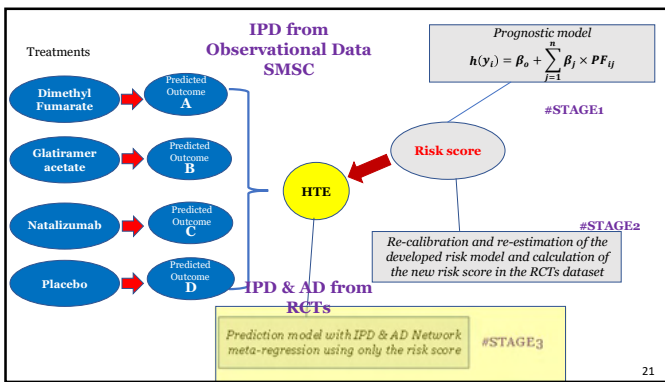 Treatments
IPD from
Observational Data
SMSC
Prognostic model
h(yᵢ) = βₒ + ∑ⁿⱼ₌₁ βⱼ × PFᵢⱼ
#STAGE1
Dimethyl
Fumarate
Predicted
Outcome
A
Glatiramer
acetate
Predicted
Outcome
B
Natalizumab
Predicted
Outcome
C
Placebo
Predicted
Outcome
D
HTE
Risk score
#STAGE2
Re-calibration and re-estimation of the
developed risk model and calculation of
the new risk score in the RCTs dataset
IPD & AD from
RCTs
Prediction model with IPD & AD Network
meta-regression using only the risk score
#STAGE3
21